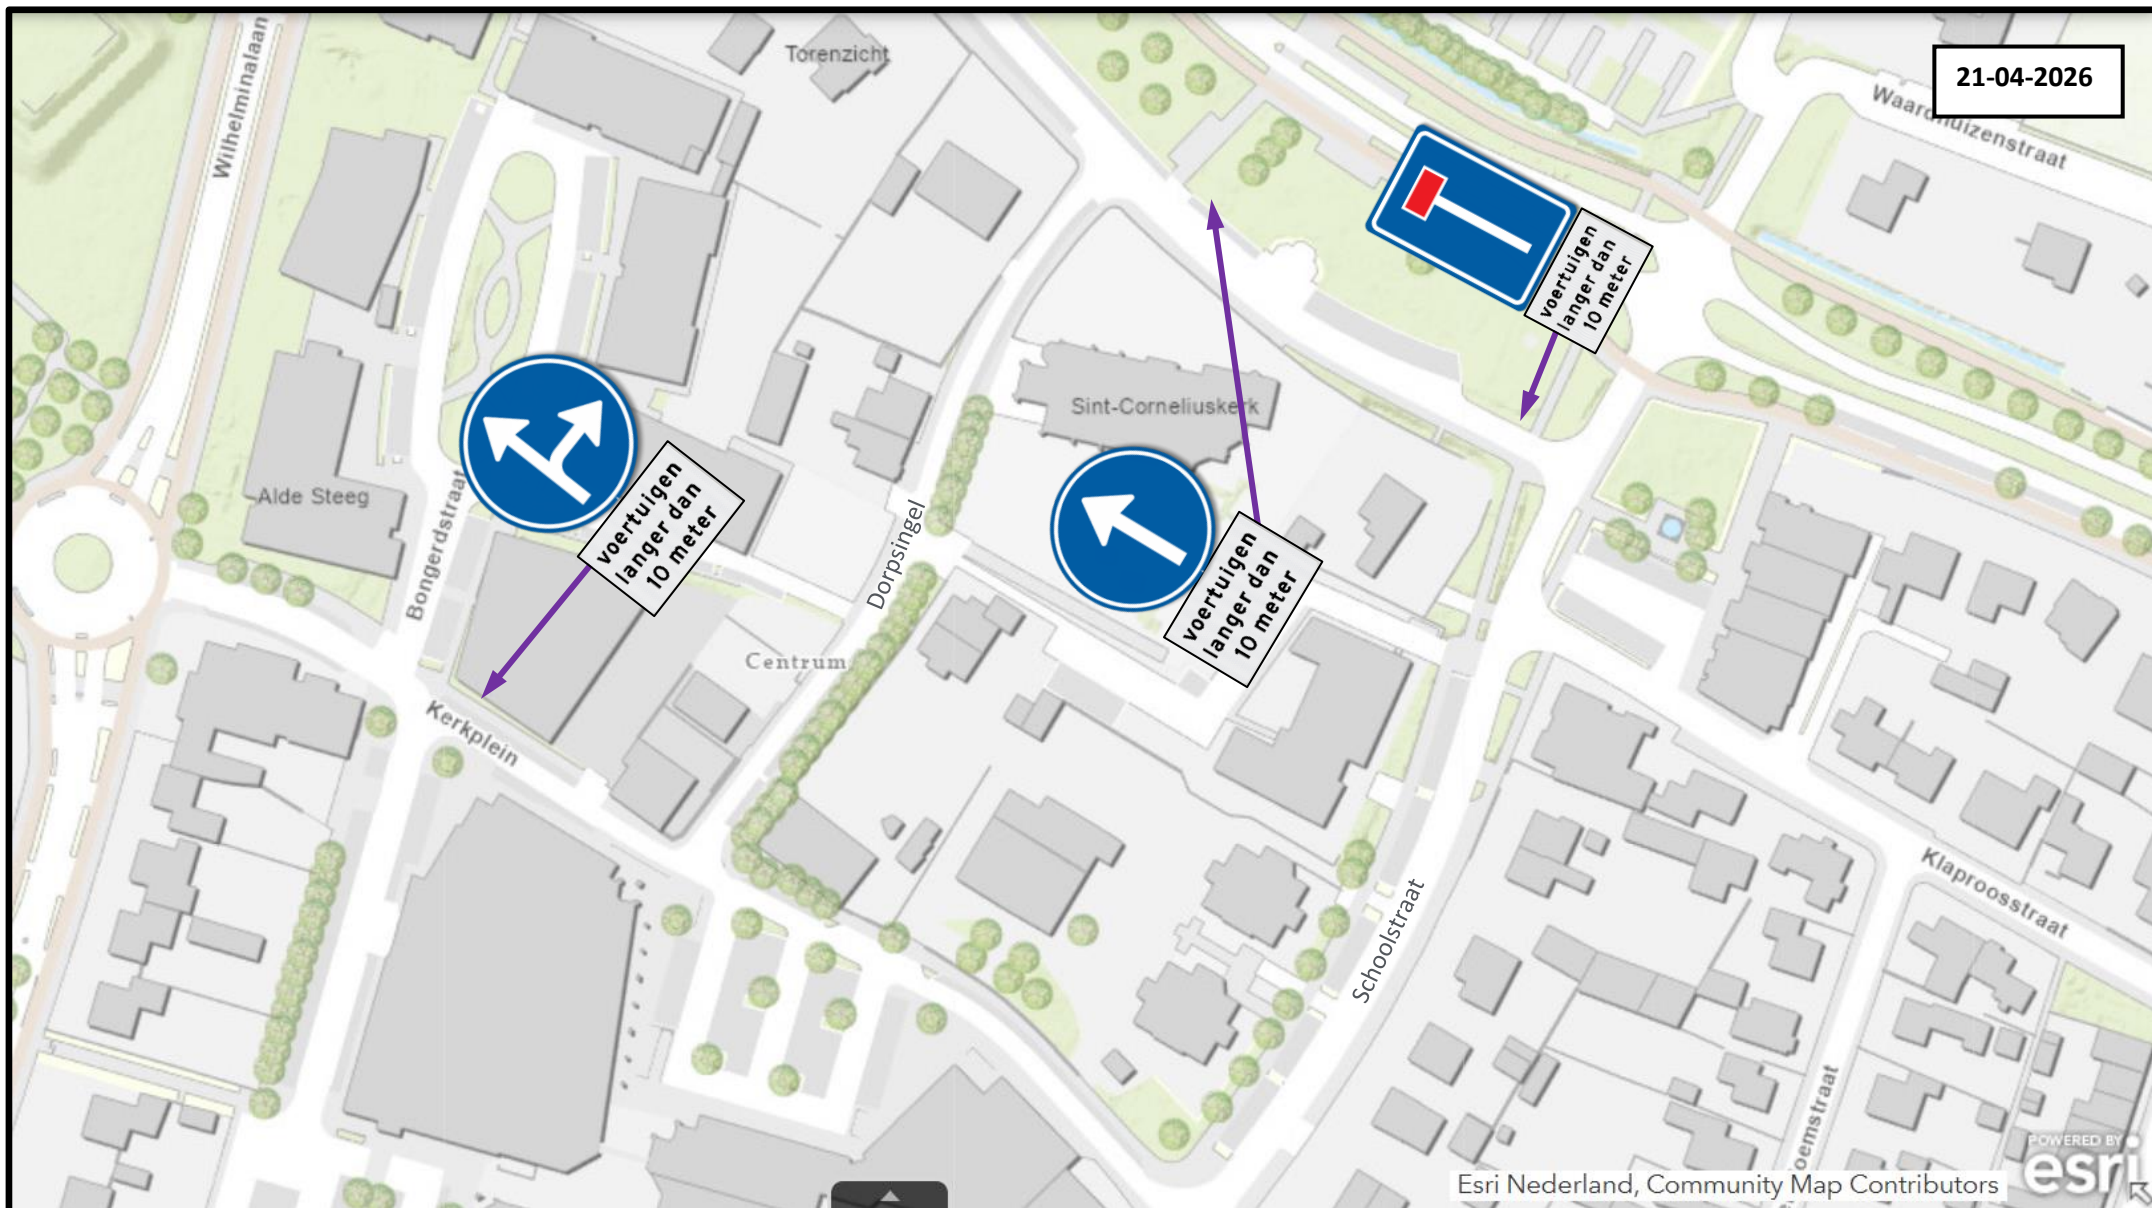 Torenzicht
21-04-2026
Wilhelminalaan
Waardhuizenstraat
voertuigen
langer dan
10 meter
Sint-Corneliuskerk
Alde Steeg
Bongerdstraat
voertuigen
langer dan
10 meter
Dorpsingel
voertuigen
langer dan
10 meter
Centrum
Kerkplein
Schoolstraat
Klaproosstraat
oemstraat
POWERED BY
esri
Esri Nederland, Community Map Contributors